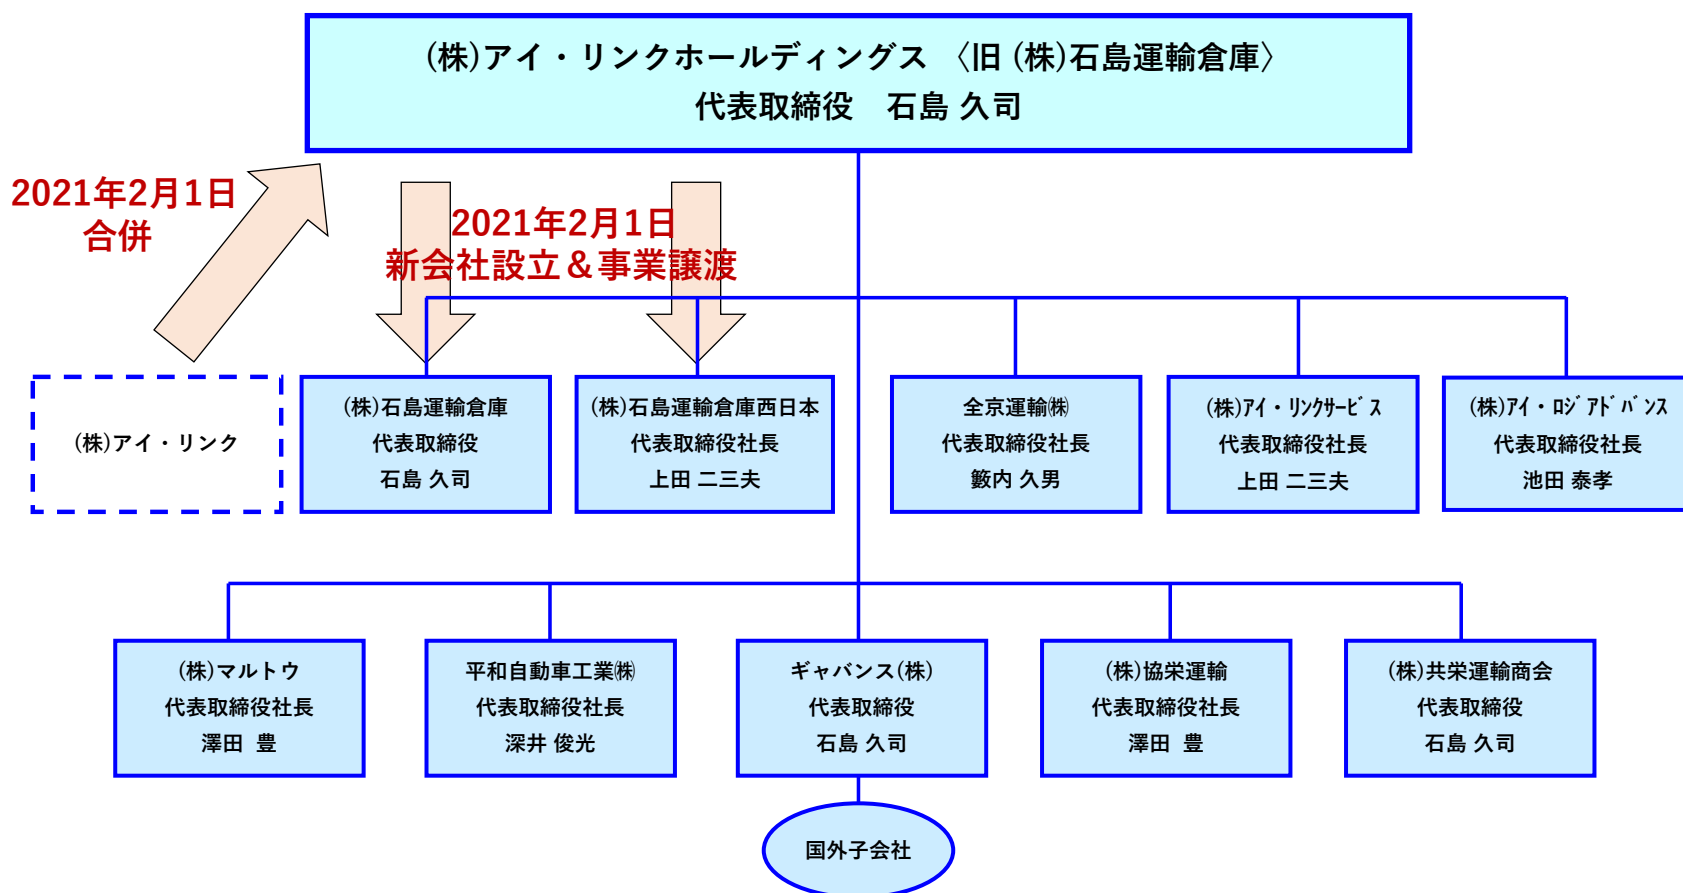 (株)アイ・リンクホールディングス 〈旧 (株)石島運輸倉庫〉
代表取締役　石島 久司
2021年2月1日
合併
2021年2月1日
新会社設立＆事業譲渡
(株)アイ・リンク
(株)石島運輸倉庫
代表取締役
石島 久司
(株)石島運輸倉庫西日本
代表取締役社長
上田 二三夫
全京運輸㈱
代表取締役社長
籔内 久男
(株)アイ・リンクｻｰﾋﾞｽ
代表取締役社長
上田 二三夫
(株)アイ・ロｼﾞｱﾄﾞﾊﾞﾝｽ
代表取締役社長
池田 泰孝
(株)マルトウ
代表取締役社長
澤田 豊
平和自動車工業㈱
代表取締役社長
深井 俊光
ギャバンス(株)
代表取締役
石島 久司
(株)協栄運輸
代表取締役社長
澤田 豊
(株)共栄運輸商会
代表取締役
石島 久司
国外子会社